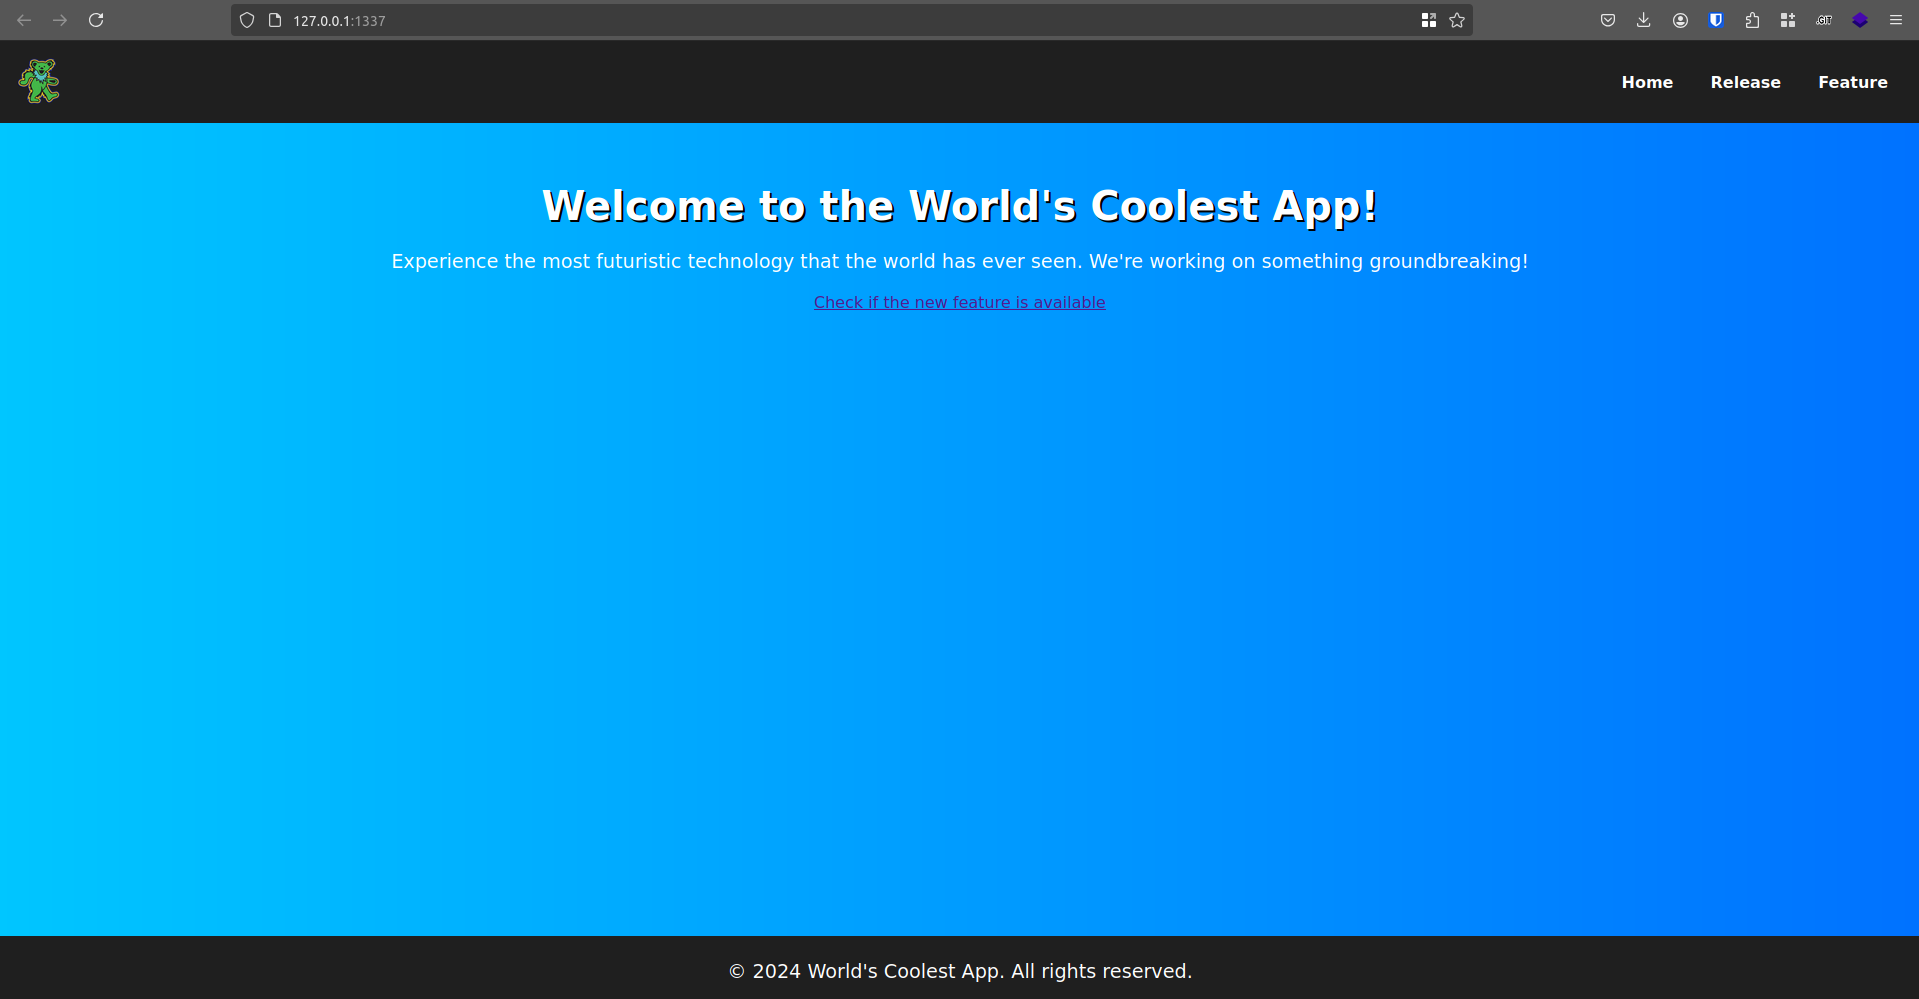 127.0.0.1:1337
.GIT
Home Release Feature
Welcome to the World's Coolest App!
Experience the most futuristic technology that the world has ever seen. We're working on something groundbreaking!
Check if the new feature is available
© 2024 World's Coolest App. All rights reserved.